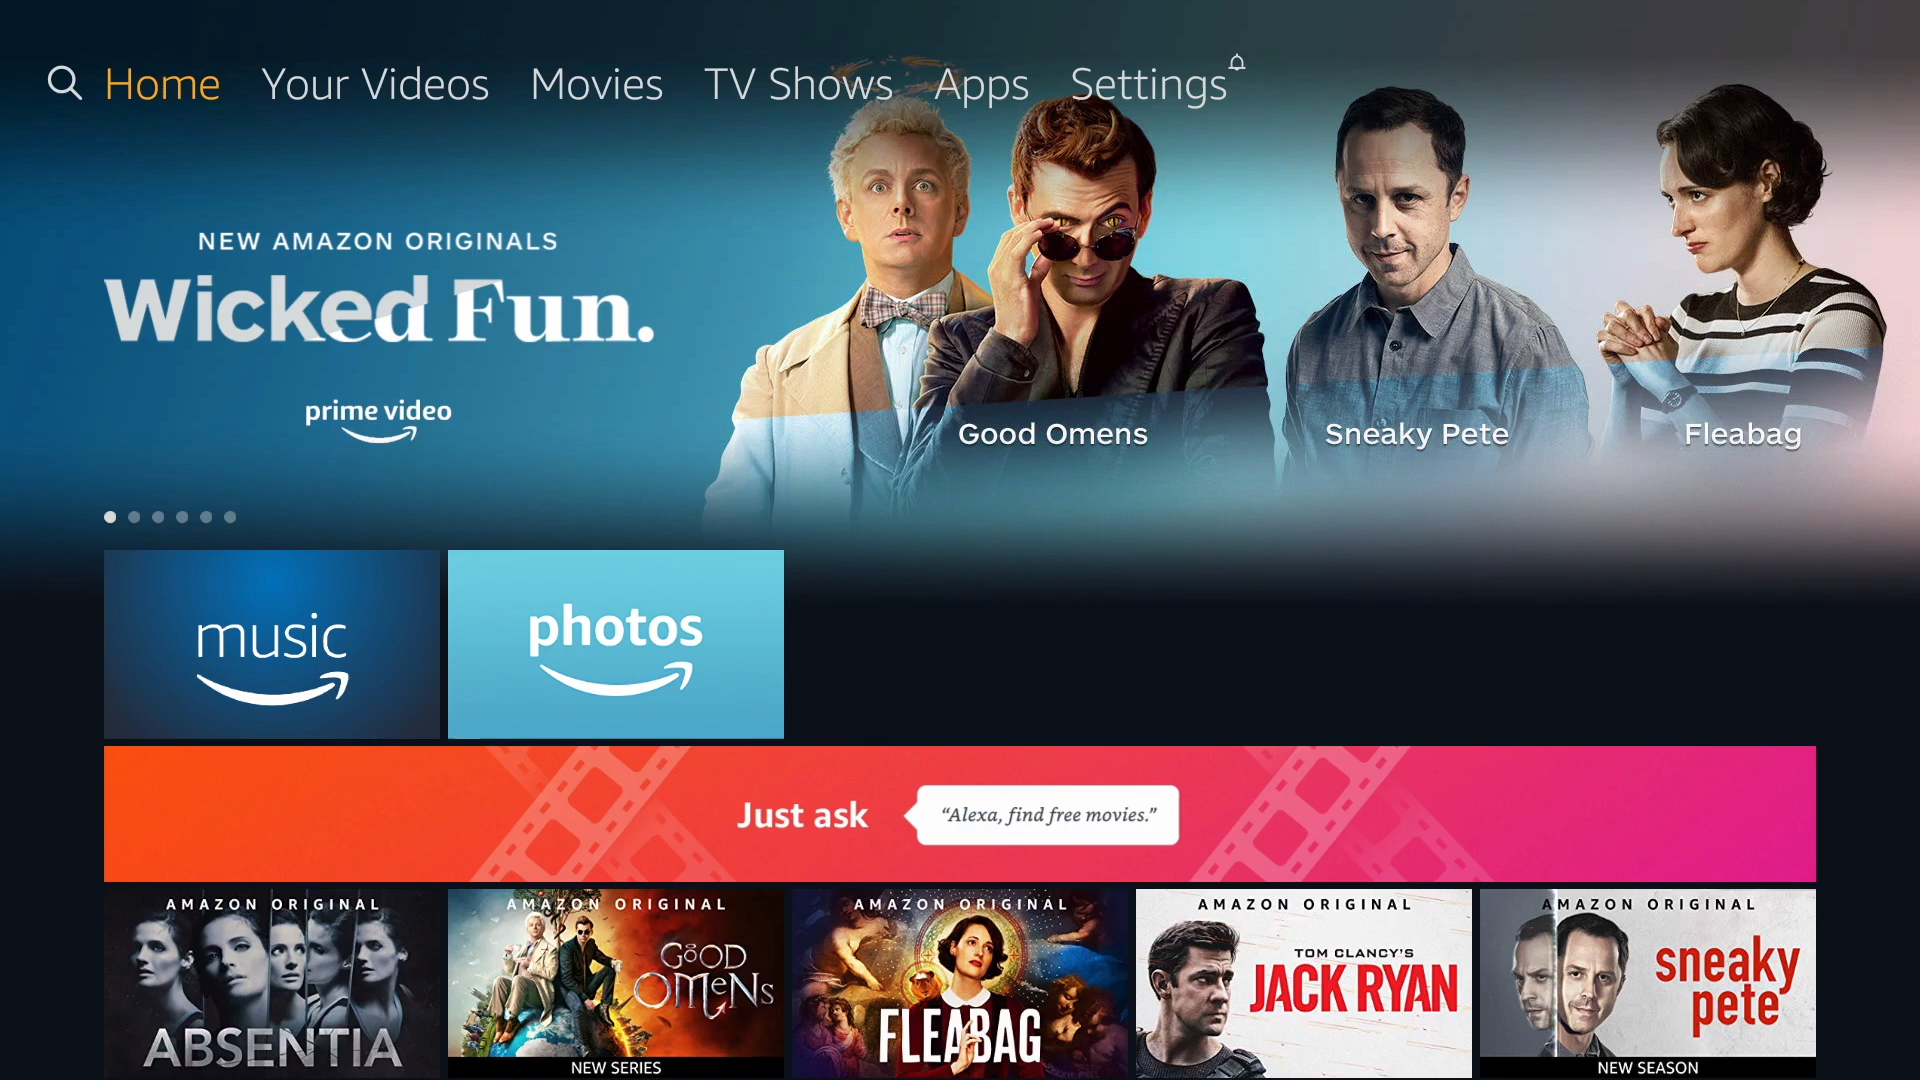 Home Your Videos Movies TV Shows Apps Settings
NEW AMAZON ORIGINALS
Wicked Fun.
prime video
Good Omens
Sneaky Pete
Fleabag
music
photos
Just ask
“Alexa, find free movies.”
AMAZON ORIGINAL
ABSENTIA
AMAZON ORIGINAL
GOOD
OMENS
NEW SERIES
AMAZON ORIGINAL
FLEABAG
AMAZON ORIGINAL
TOM CLANCY'S
JACK RYAN
AMAZON ORIGINAL
sneaky
pete
NEW SEASON